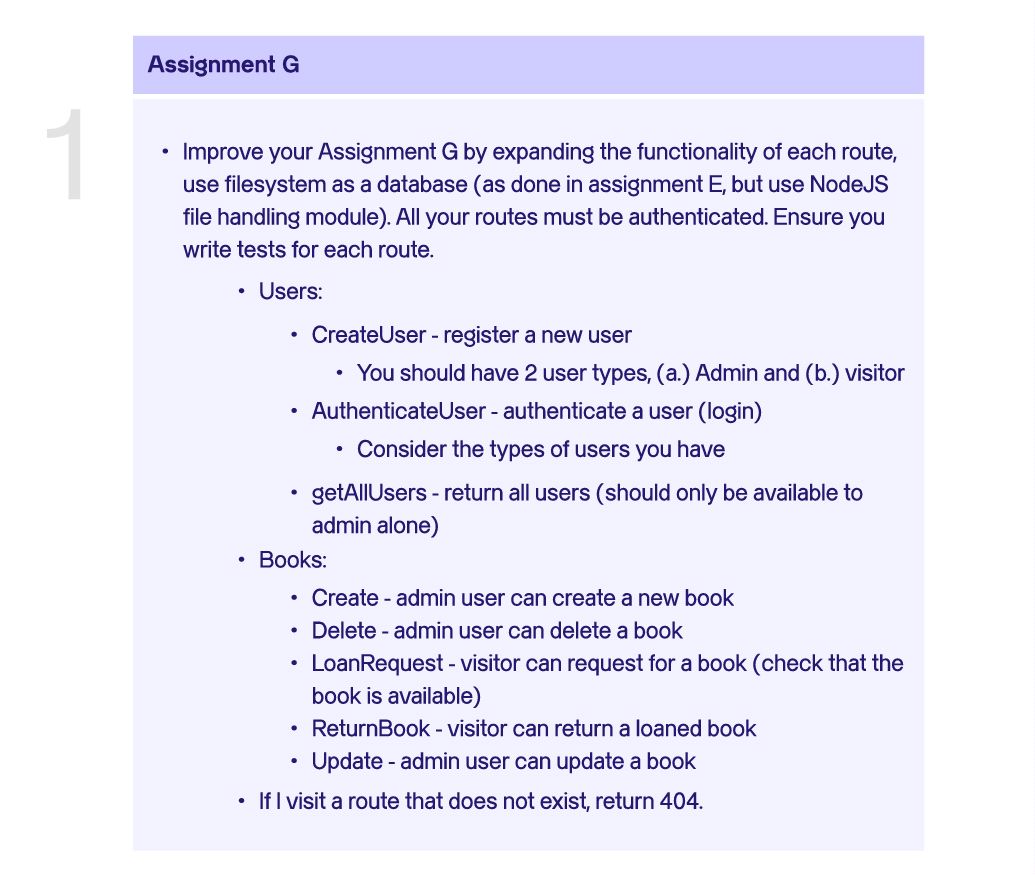 Assignment G
1
• Improve your Assignment G by expanding the functionality of each route,
use filesystem as a database (as done in assignment E, but use NodeJS
file handling module). All your routes must be authenticated. Ensure you
write tests for each route.
• Users:
• CreateUser - register a new user
• You should have 2 user types, (a.) Admin and (b.) visitor
• AuthenticateUser - authenticate a user (login)
• Consider the types of users you have
• getAllUsers - return all users (should only be available to
admin alone)
• Books:
• Create - admin user can create a new book
• Delete - admin user can delete a book
• LoanRequest - visitor can request for a book (check that the
book is available)
• ReturnBook - visitor can return a loaned book
• Update - admin user can update a book
• If I visit a route that does not exist, return 404.